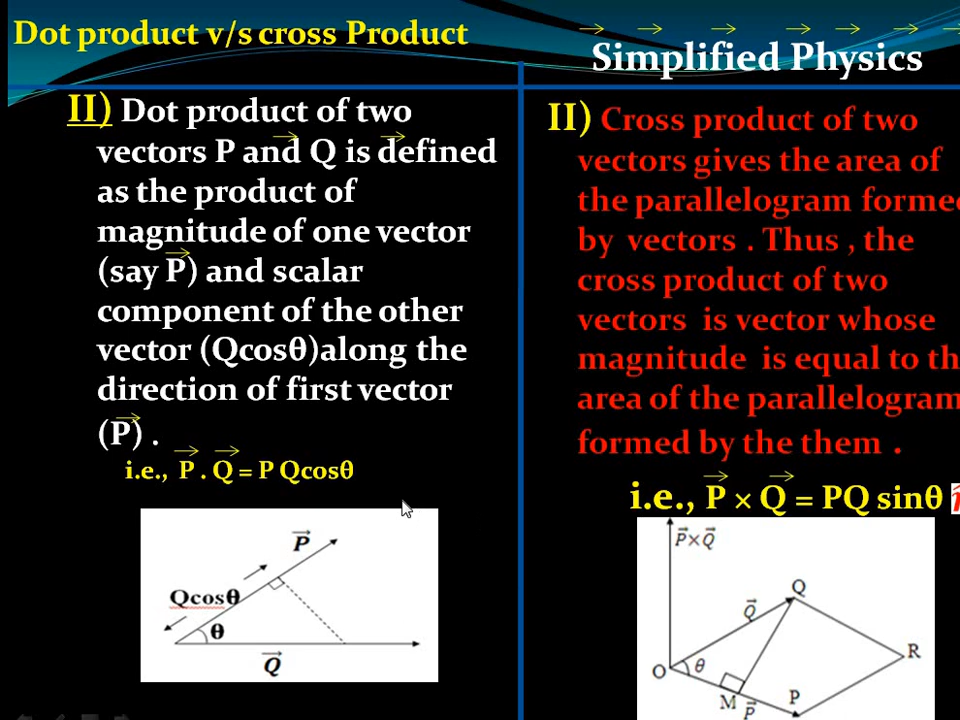 Dot product v/s cross Product
Simplified Physics
II) Dot product of two
vectors P and Q is defined
as the product of
magnitude of one vector
(say P) and scalar
component of the other
vector (Qcosθ)along the
direction of first vector
(P) .
i.e., P . Q = P Qcosθ
P
Qcosθ
θ
Q
II) Cross product of two
vectors gives the area of
the parallelogram formed
by vectors . Thus , the
cross product of two
vectors is vector whose
magnitude is equal to th
area of the parallelogram
formed by the them .
i.e., P × Q = PQ sinθ
P×Q
Q
Q
R
O
θ
M
P
P